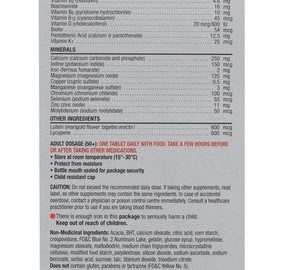 Niacinamide 16 mg
Vitamin B6 (pyridoxine hydrochloride) 10 mg
Vitamin B12 (cyanocobalamin) 45 mcg
Vitamin D (cholecalciferol) 20 mcg/800 IU
Biotin 54 mcg
Pantothenic Acid (calcium d-pantothenate) 12.5 mg
Vitamin K1 25 mcg
MINERALS
Calcium (calcium carbonate and phosphate) 250 mg
Iodine (potassium iodide) 150 mcg
Iron (ferrous fumarate) 2 mg
Magnesium (magnesium oxide) 125 mg
Copper (cupric sulfate) 0.5 mg
Manganese (manganese sulfate) 3 mg
Chromium (chromium chloride) 100 mcg
Selenium (sodium selenate) 55 mcg
Zinc (zinc oxide) 11 mg
Molybdenum (sodium molybdate) 50 mcg
OTHER INGREDIENTS
Lutein (marigold flower tagetes erecta) 600 mcg
Lycopene 600 mcg
ADULT DOSAGE (50+): ONE TABLET DAILY WITH FOOD. TAKE A FEW HOURS BEFORE
OR AFTER TAKING OTHER MEDICATIONS.
• Store at room temperature (15°-30°C)
• Protect from moisture
• Bottle mouth sealed for package security
• Child resistant cap
CAUTION: Do not exceed the recommended daily dose. If taking other supplements, read
label, as other supplements may contain the same ingredients. In case of accidental
overdose, contact a physician or poison control centre immediately. Consult a healthcare
practitioner prior to use if you are taking blood thinners.
There is enough iron in this package to seriously harm a child.
Keep out of reach of children.
Non-Medicinal Ingredients: Acacia, BHT, calcium stearate, citric acid, corn starch,
crospovidone, FD&C Blue No. 2 Aluminum Lake, gelatin, glucose syrup, hypromellose,
magnesium stearate, maltodextrin, medium chain triglycerides, microcrystalline
cellulose, modified food starch, polyethylene glycol, silicon dioxide, sodium ascorbate, sodium
benzoate, sorbic acid, sucrose, talc, titanium dioxide, trisodium citrate.
Does not contain gluten, parabens or tartrazine (FD&C Yellow No. 5).